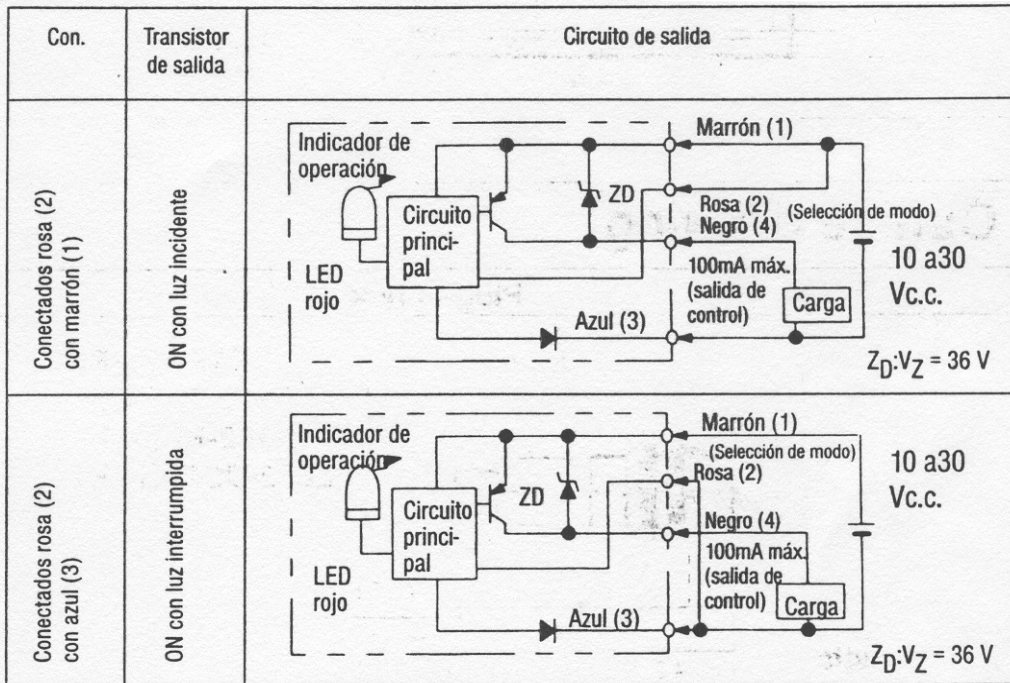 Con.
Transistor
de salida
Circuito de salida
Conectados rosa (2)
con marrón (1)
ON con luz incidente
Indicador de
operación
LED
rojo
Circuito
princi-
pal
ZD
Marrón (1)
Rosa (2)
(Selección de modo)
Negro (4)
100mA máx.
(salida de
control)
Carga
Azul (3)
10 a30
Vc.c.
ZD:VZ = 36 V
Conectados rosa (2)
con azul (3)
ON con luz interrumpida
Indicador de
operación
LED
rojo
Circuito
princi-
pal
ZD
Marrón (1)
(Selección de modo)
Rosa (2)
Negro (4)
100mA máx.
(salida de
control)
Carga
Azul (3)
10 a30
Vc.c.
ZD:VZ = 36 V